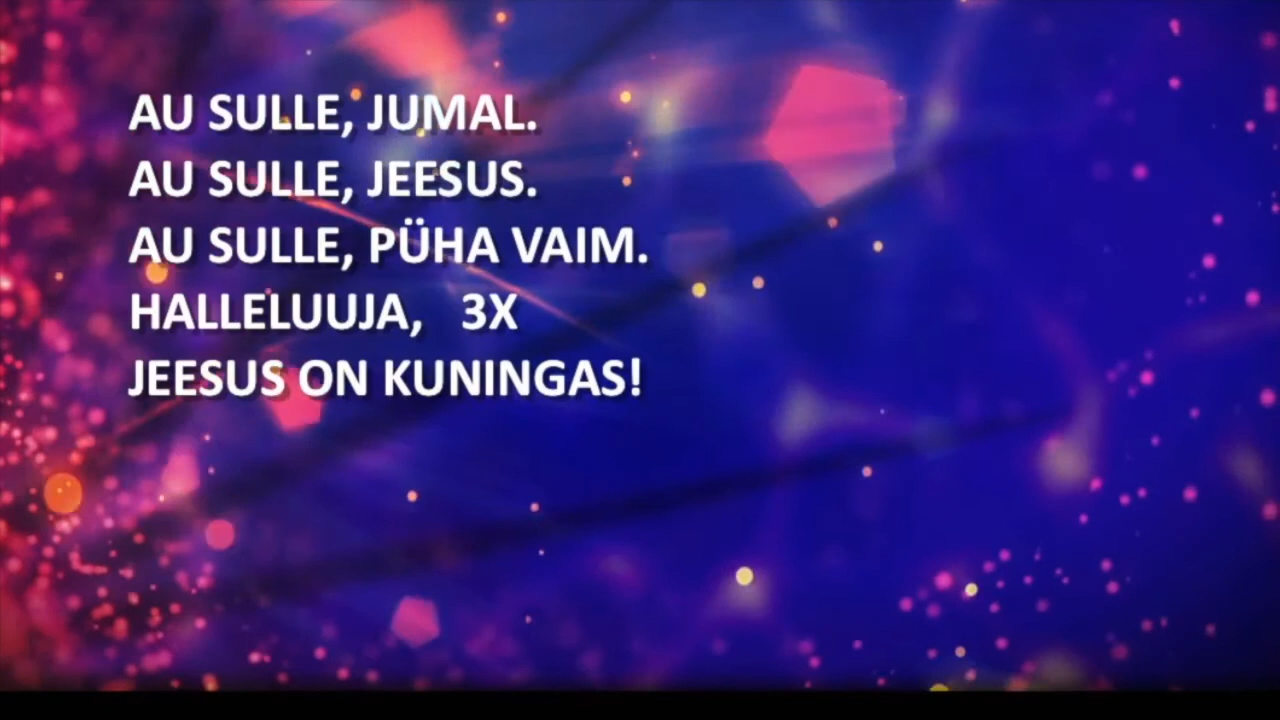 AU SULLE, JUMAL.
AU SULLE, JEESUS.
AU SULLE, PÜHA VAIM.
HALLELUUJA,   3X
JEESUS ON KUNINGAS!